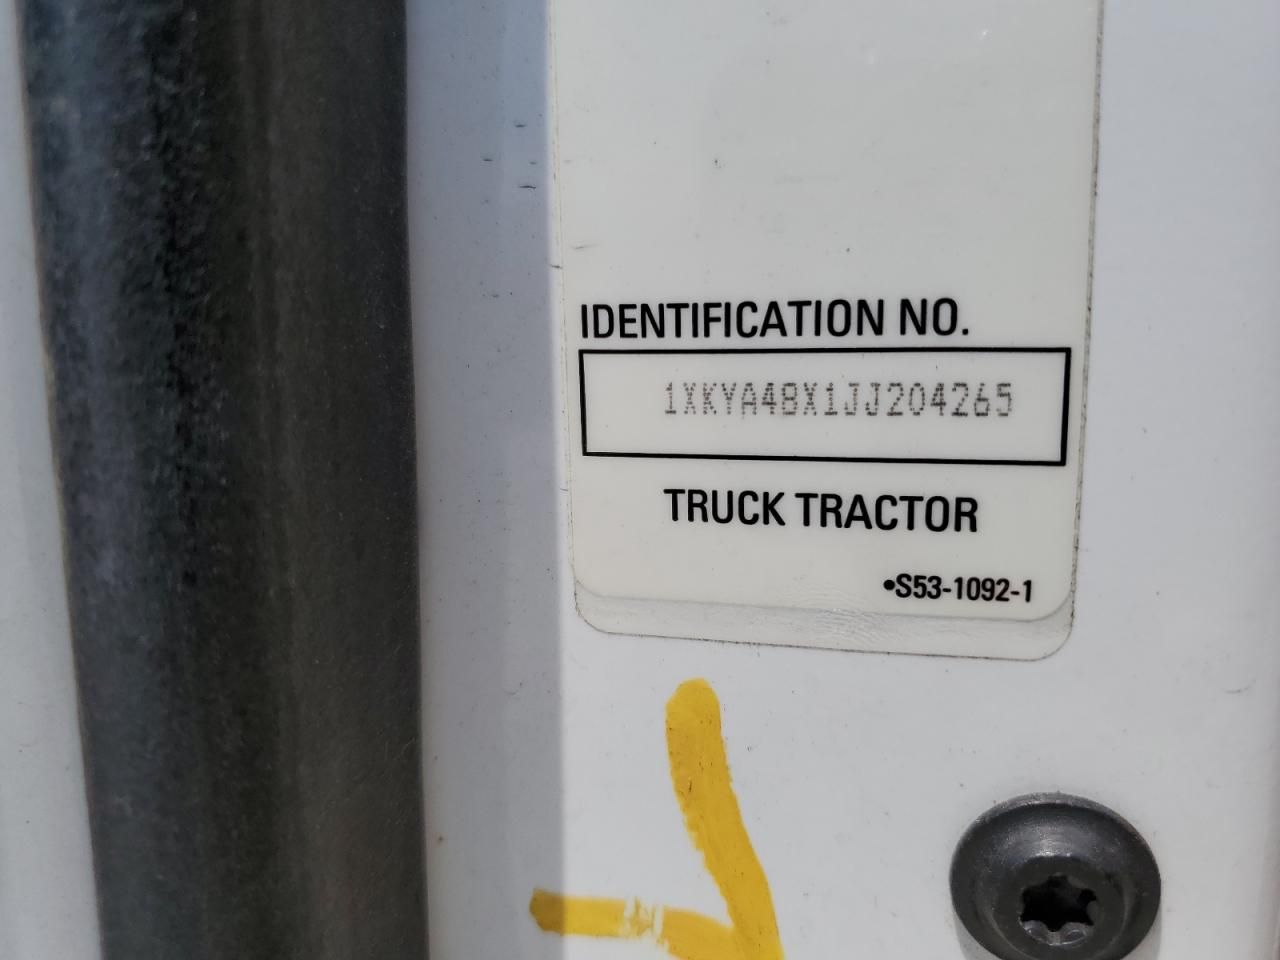 IDENTIFICATION NO.
1XKYA48X1JJ204265
TRUCK TRACTOR
•S53-1092-1